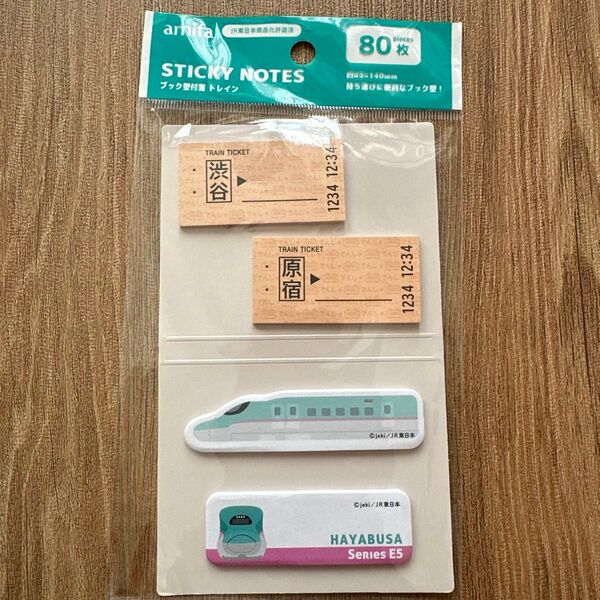 amifa
JR東日本商品化許諾済
STICKY NOTES
ブック型付箋 トレイン
80枚
pieces
約85×140mm
持ち運びに便利なブック型!
TRAIN TICKET
渋谷
1234 12:34
TRAIN TICKET
原宿
1234 12:34
©jeki/JR東日本
©jeki/JR東日本
HAYABUSA
SERIES E5